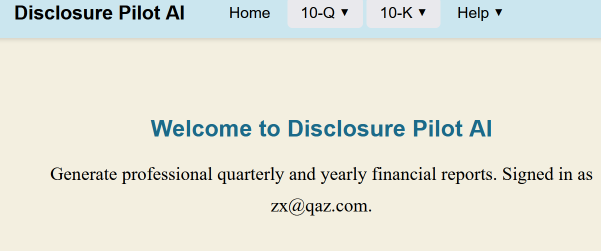 Disclosure Pilot AI Home 10-Q ▼ 10-K ▼ Help ▼
Welcome to Disclosure Pilot AI
Generate professional quarterly and yearly financial reports. Signed in as
zx@qaz.com.